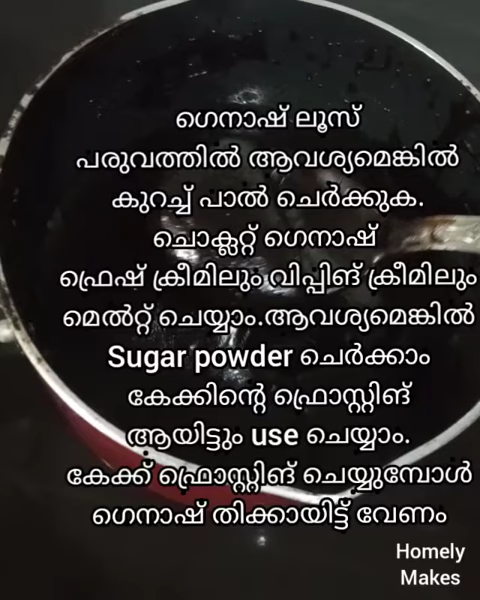 ഗെനാഷ് ലൂസ്
പരുവത്തിൽ ആവശ്യമെങ്കിൽ
കുറച്ച് പാൽ ചെർക്കുക.
ചൊക്ലറ്റ് ഗെനാഷ്
ഫ്രെഷ് ക്രീമിലും വിപ്പിങ് ക്രീമിലും
മെൽറ്റ് ചെയ്യാം.ആവശ്യമെങ്കിൽ
Sugar powder ചെർക്കാം
കേക്കിന്റെ ഫ്രൊസ്റ്റിങ്
ആയിട്ടും use ചെയ്യാം.
കേക്ക് ഫ്രൊസ്റ്റിങ് ചെയ്യുമ്പോൾ
ഗെനാഷ് തിക്കായിട്ട് വേണം
Homely
Makes